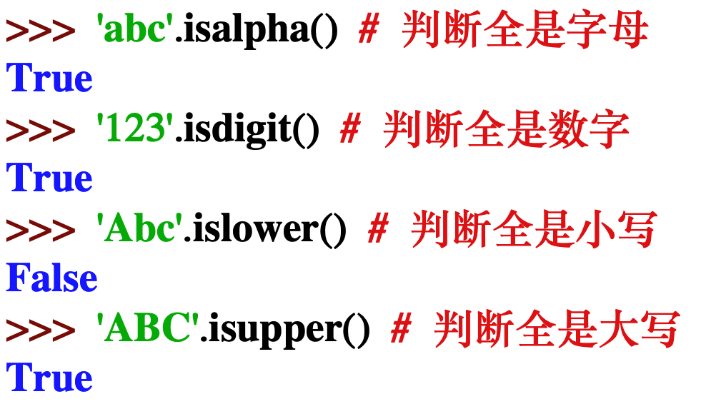 >>> 'abc'.isalpha() # 判断全是字母
True
>>> '123'.isdigit() # 判断全是数字
True
>>> 'Abc'.islower() # 判断全是小写
False
>>> 'ABC'.isupper() # 判断全是大写
True